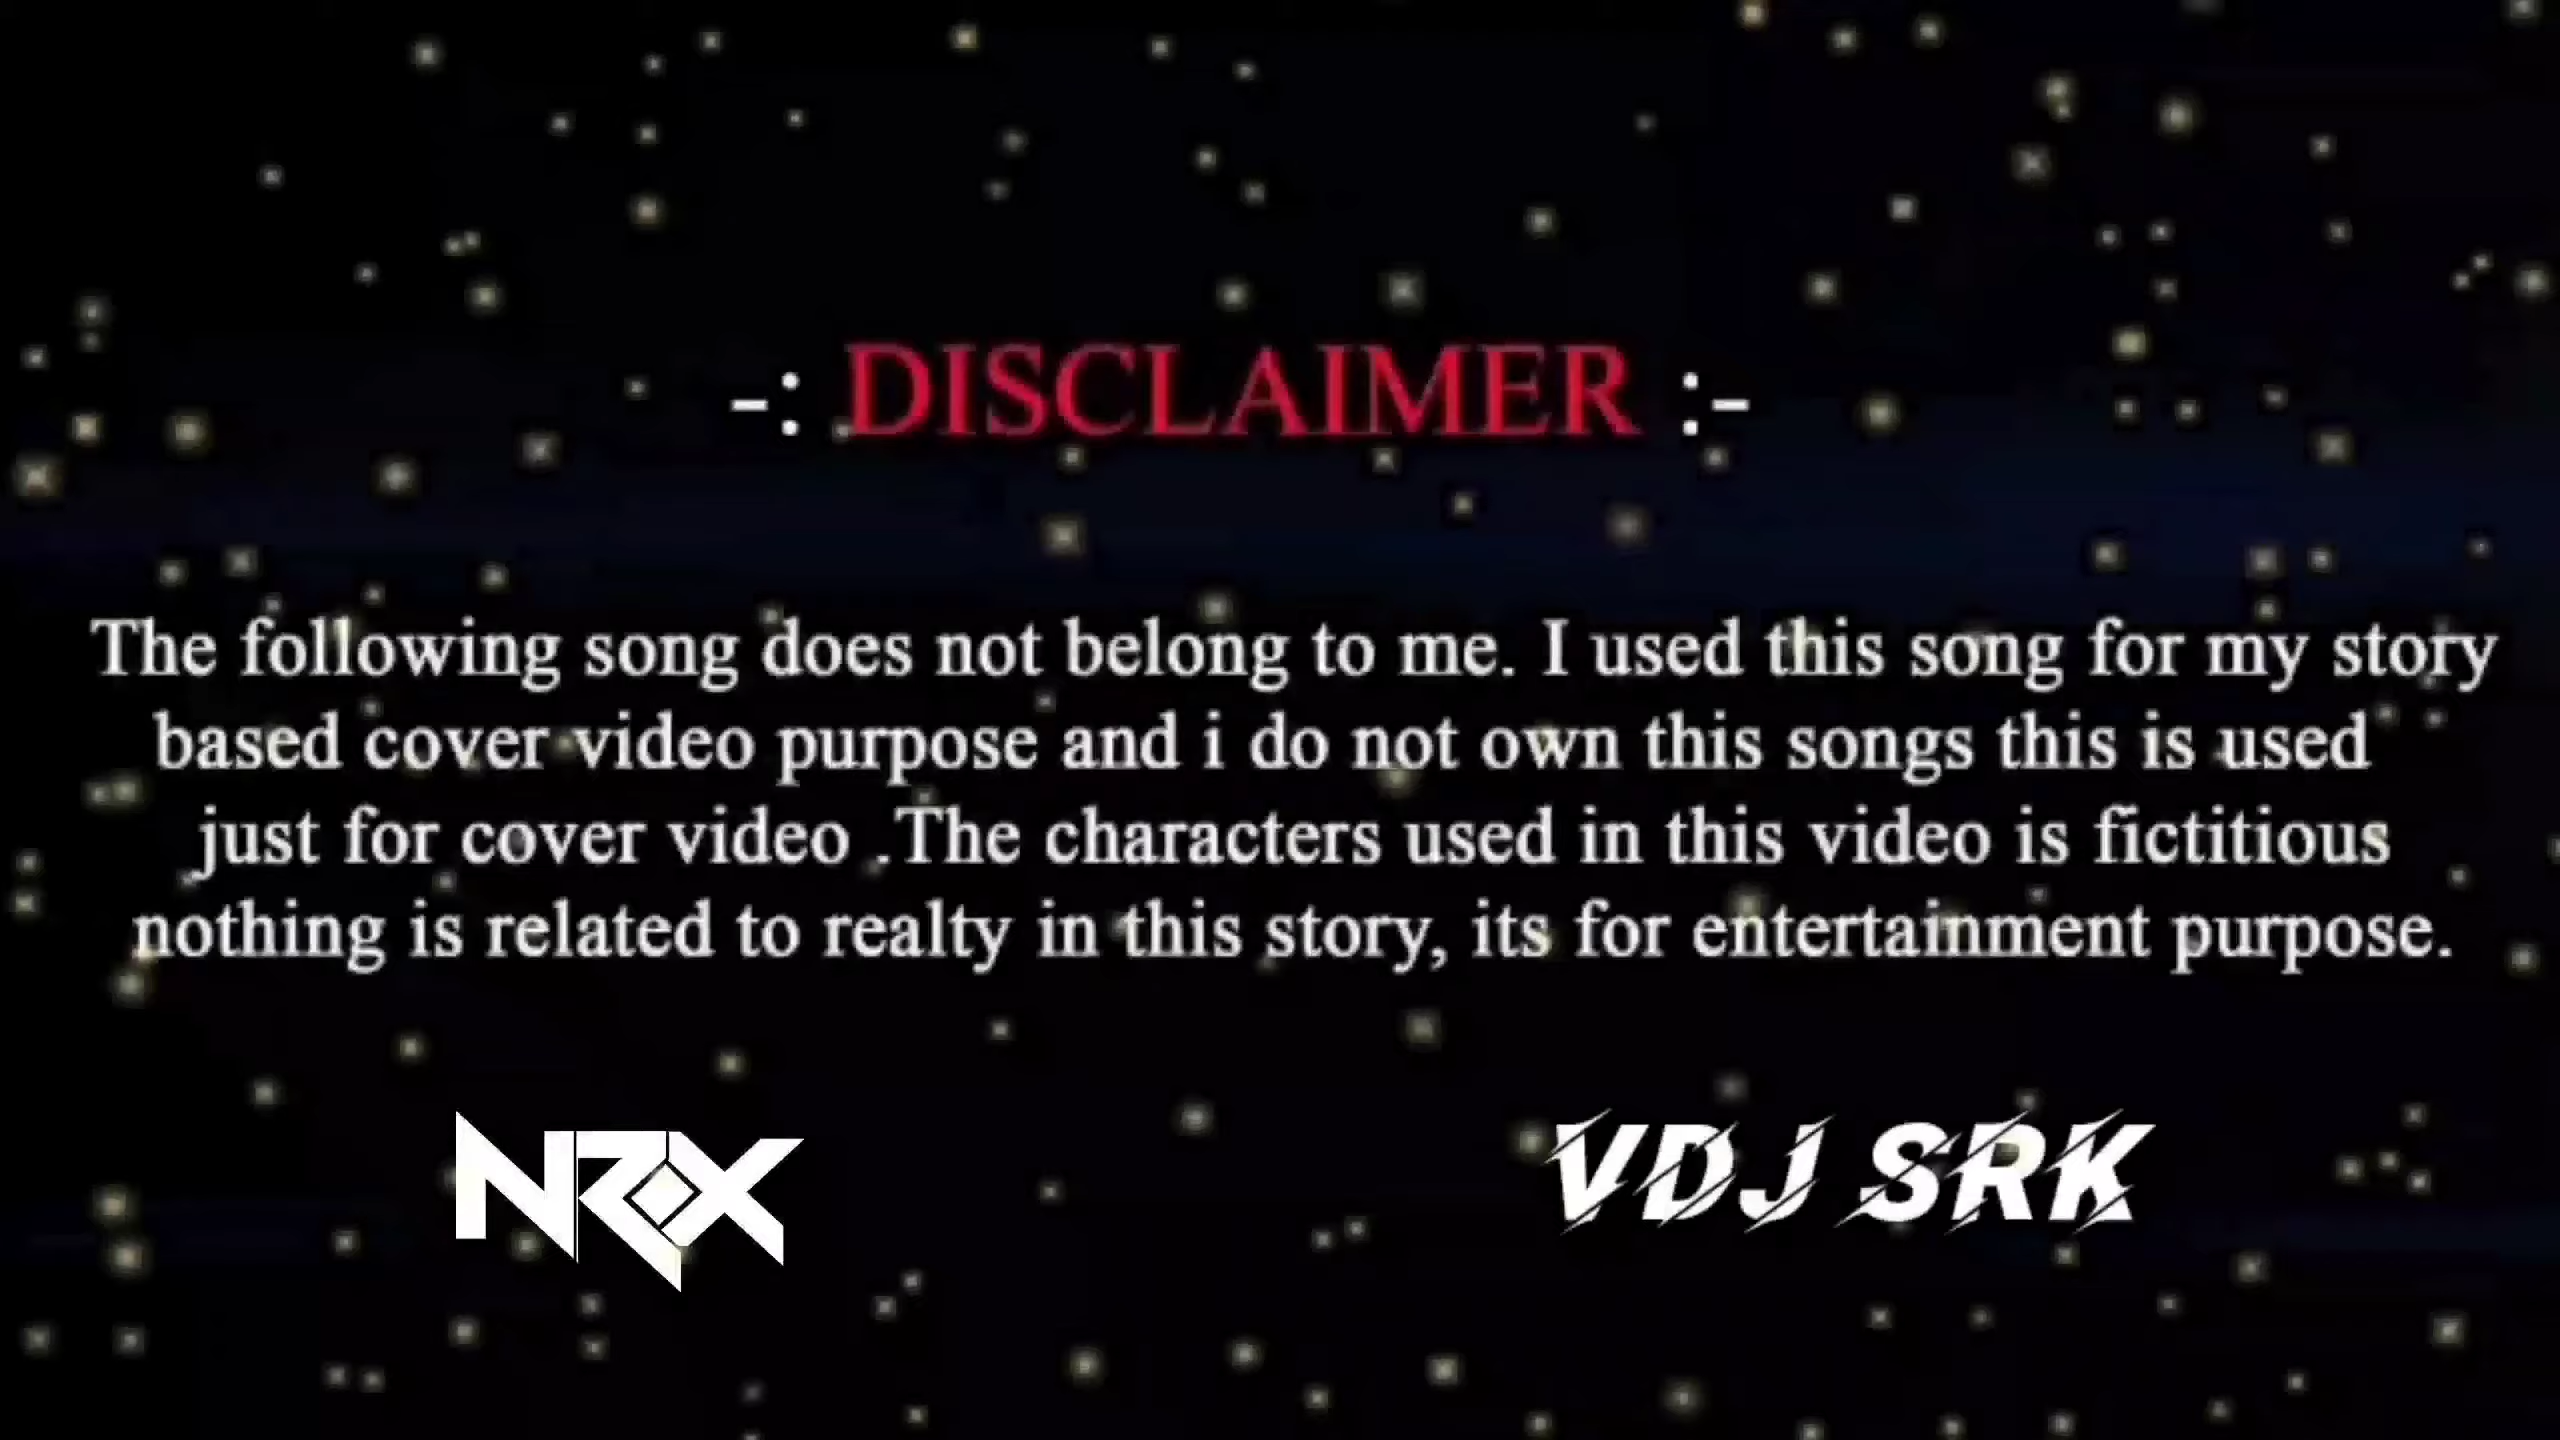 -: DISCLAIMER :-
The following song does not belong to me. I used this song for my story
based cover video purpose and i do not own this songs this is used
just for cover video .The characters used in this video is fictitious
nothing is related to realty in this story, its for entertainment purpose.
NRX
VDJ SRK